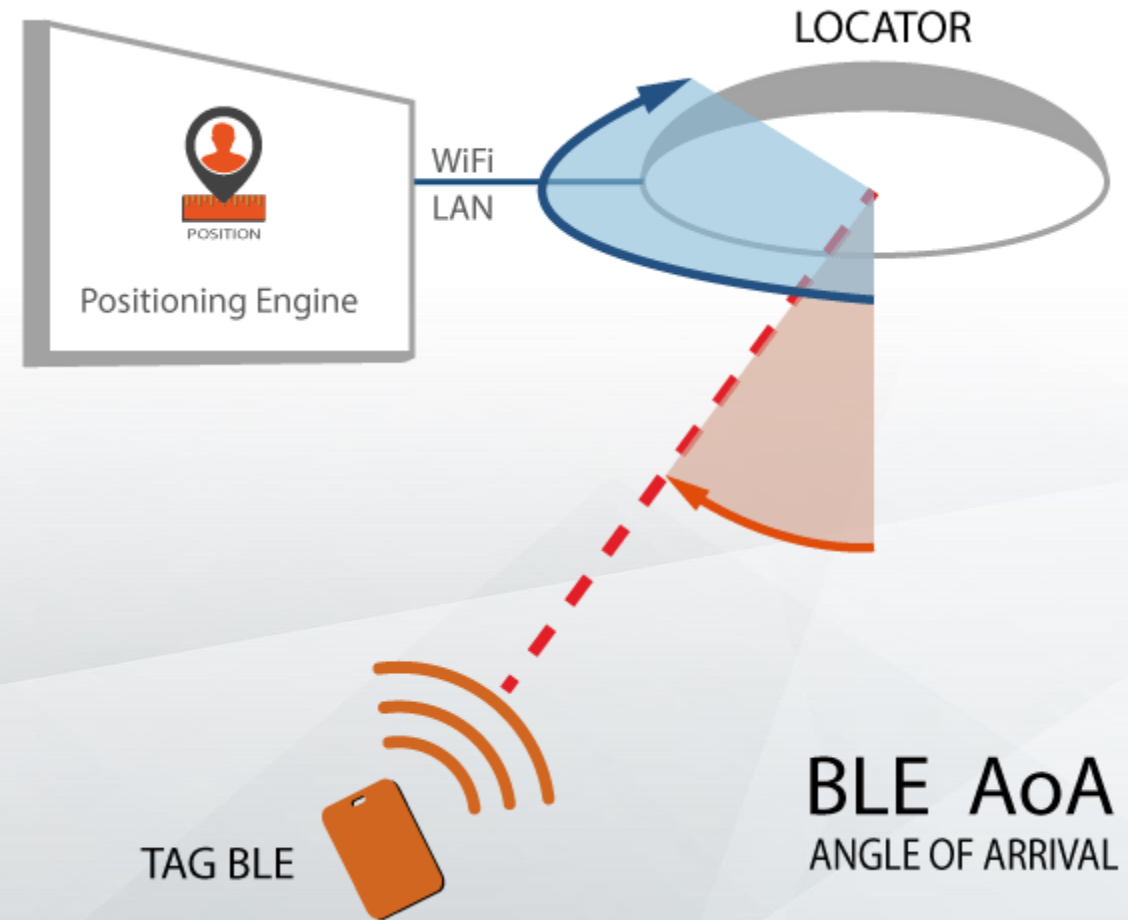 LOCATOR
WiFi
LAN
POSITION
Positioning Engine
BLE AoA
ANGLE OF ARRIVAL
TAG BLE